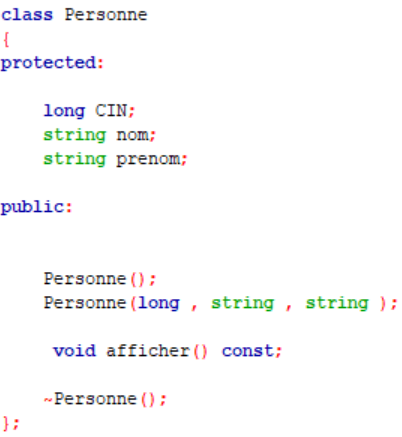 class Personne
{
protected:
long CIN;
string nom;
string prenom;
public:
Personne();
Personne(long , string , string );
void afficher() const;
~Personne();
};